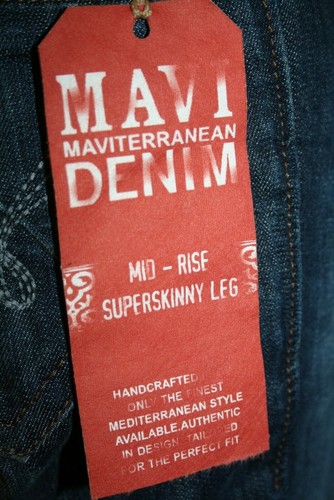 MAVI
MAVITERRANEAN
DENIM
MID - RISE
SUPERSKINNY LEG
HANDCRAFTED
ONLY THE FINEST
MEDITERRANEAN STYLE
AVAILABLE.AUTHENTIC
IN DESIGN. TAILORED
FOR THE PERFECT FIT.